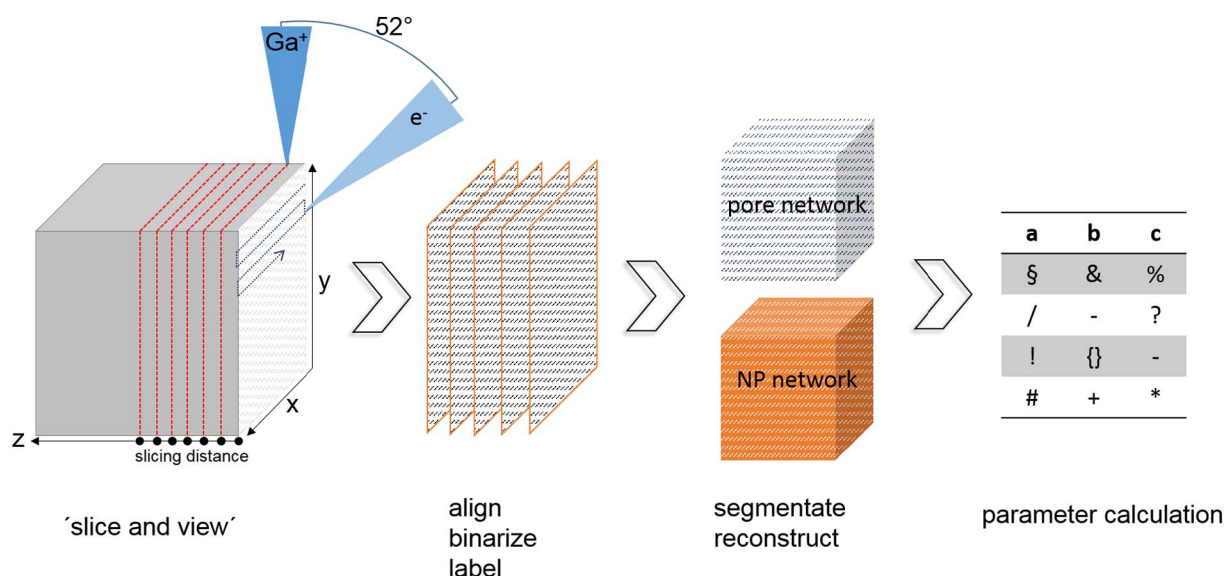 52°
Ga⁺
e⁻
y
x
z
slicing distance
´slice and view´
align
binarize
label
pore network
NP network
segmentate
reconstruct
a b c
§ & %
/ - ?
! {} -
# + *
parameter calculation